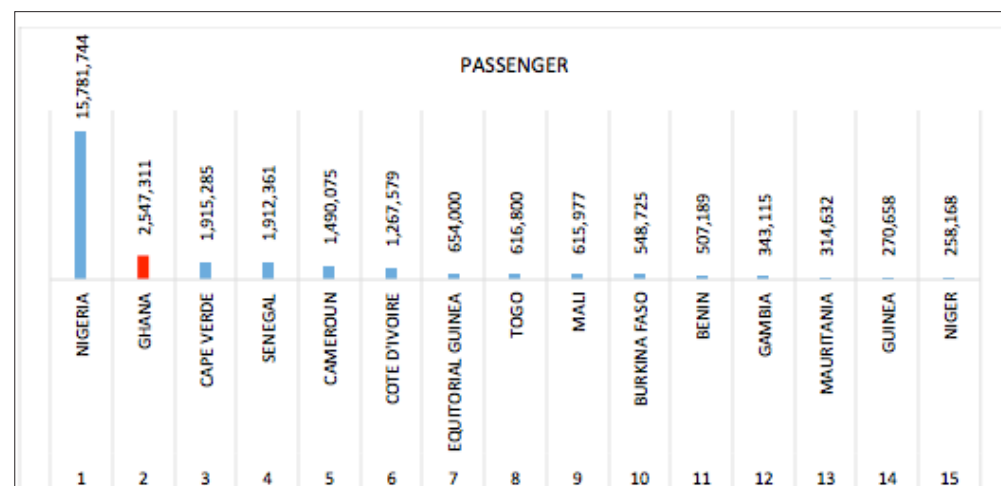 PASSENGER
15,781,744
2,547,311
1,915,285
1,912,361
1,490,075
1,267,579
654,000
616,800
615,977
548,725
507,189
343,115
314,632
270,658
258,168
NIGERIA
GHANA
CAPE VERDE
SENEGAL
CAMEROUN
COTE D'IVOIRE
EQUITORIAL GUINEA
TOGO
MALI
BURKINA FASO
BENIN
GAMBIA
MAURITANIA
GUINEA
NIGER
1 2 3 4 5 6 7 8 9 10 11 12 13 14 15